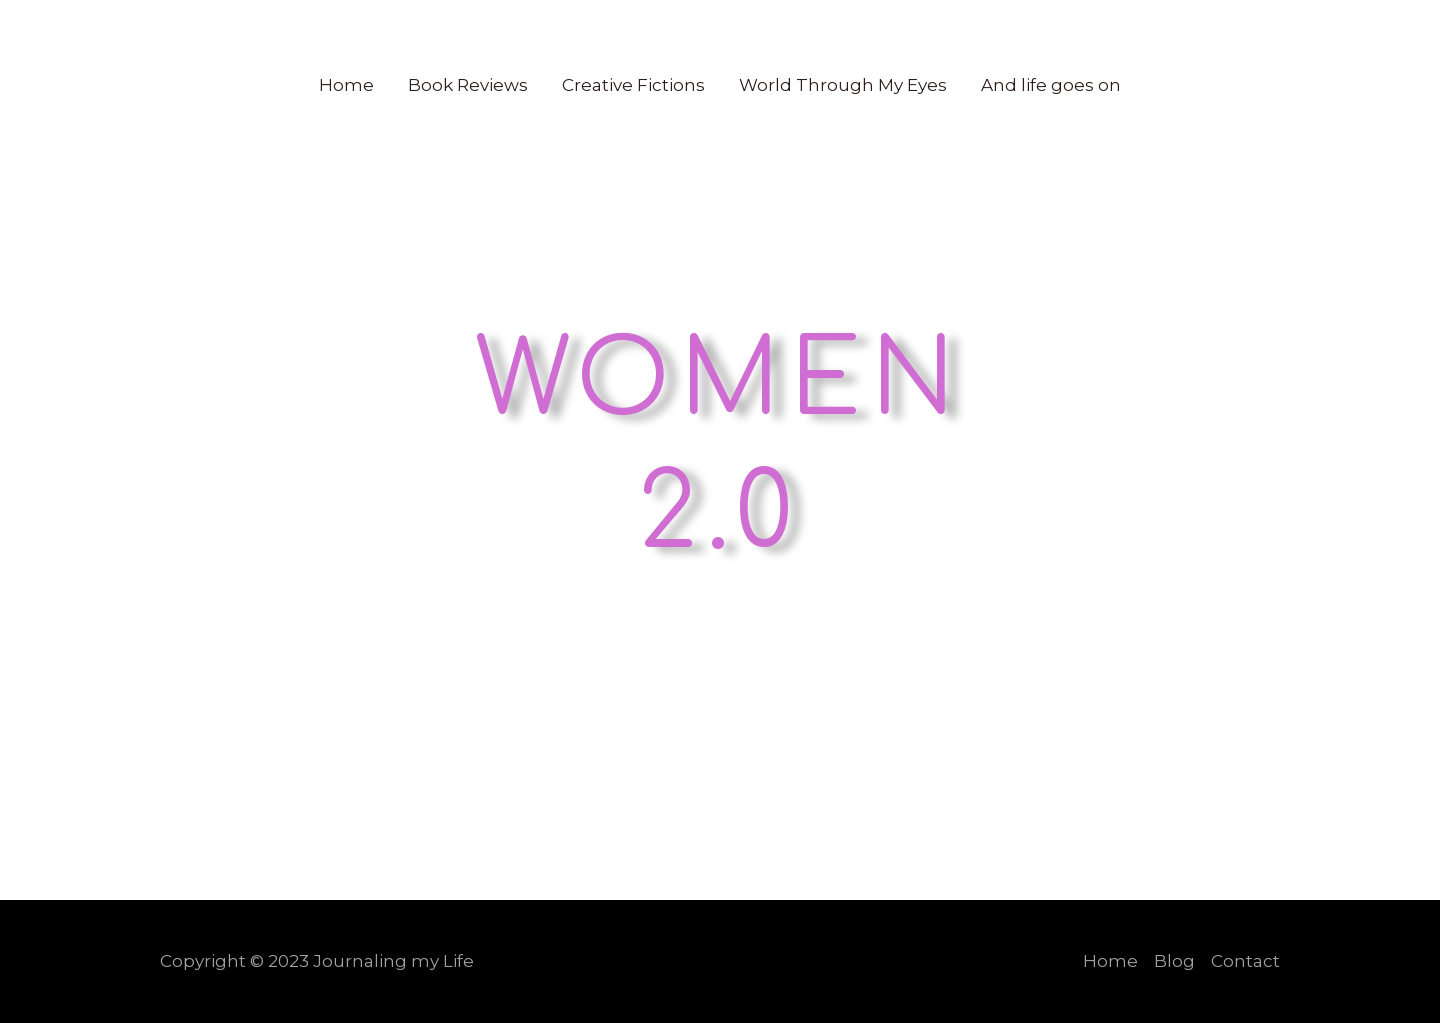 Home Book Reviews Creative Fictions World Through My Eyes And life goes on
WOMEN
2.0
Copyright © 2023 Journaling my Life Home Blog Contact